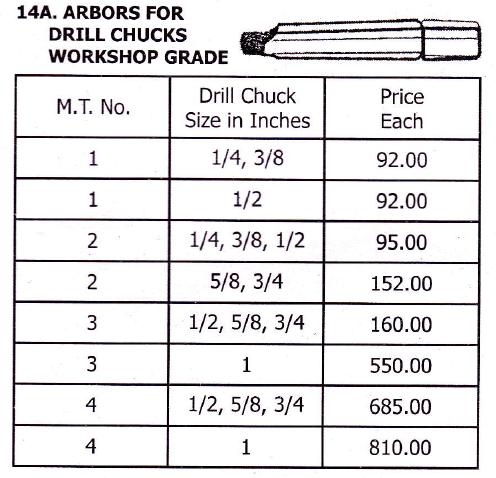 14A. ARBORS FOR
DRILL CHUCKS
WORKSHOP GRADE
M.T. No. Drill Chuck Size in Inches Price Each
1 1/4, 3/8 92.00
1 1/2 92.00
2 1/4, 3/8, 1/2 95.00
2 5/8, 3/4 152.00
3 1/2, 5/8, 3/4 160.00
3 1 550.00
4 1/2, 5/8, 3/4 685.00
4 1 810.00